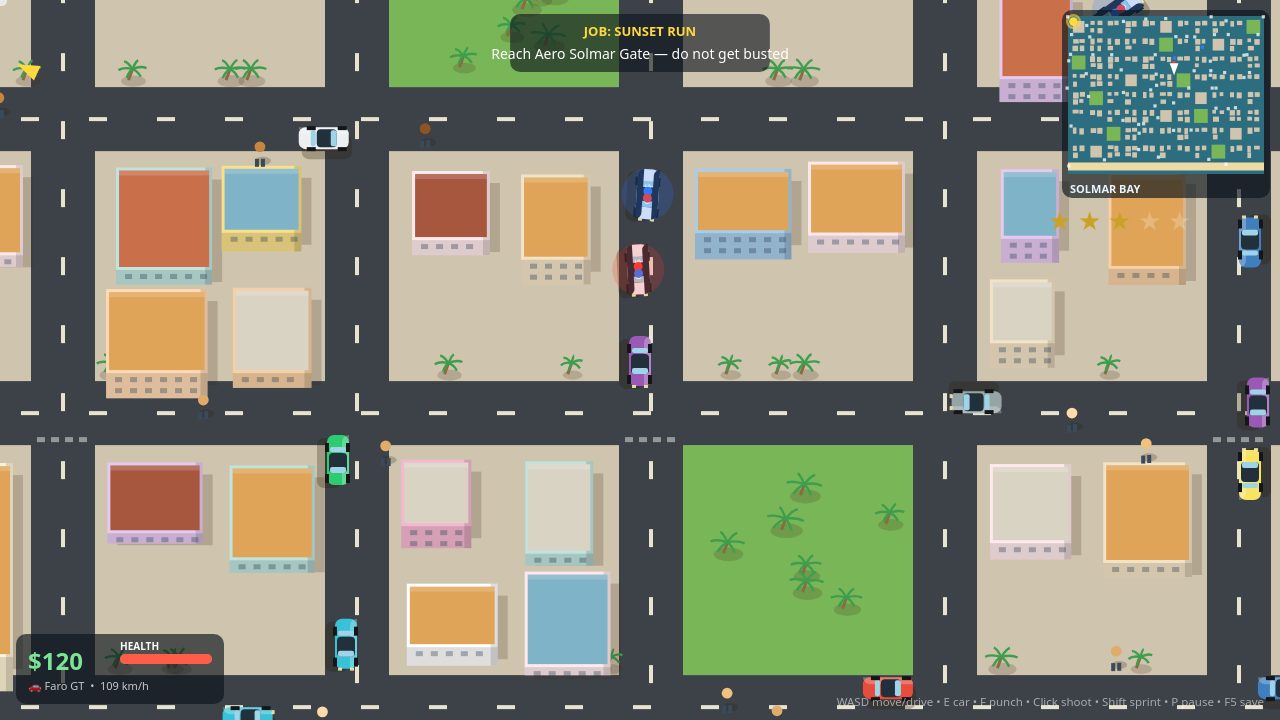 JOB: SUNSET RUN
Reach Aero Solmar Gate — do not get busted
SOLMAR BAY
HEALTH
$120
Faro GT • 109 km/h
WASD move/drive • E car • F punch • Click shoot • Shift sprint • P pause • F5 save